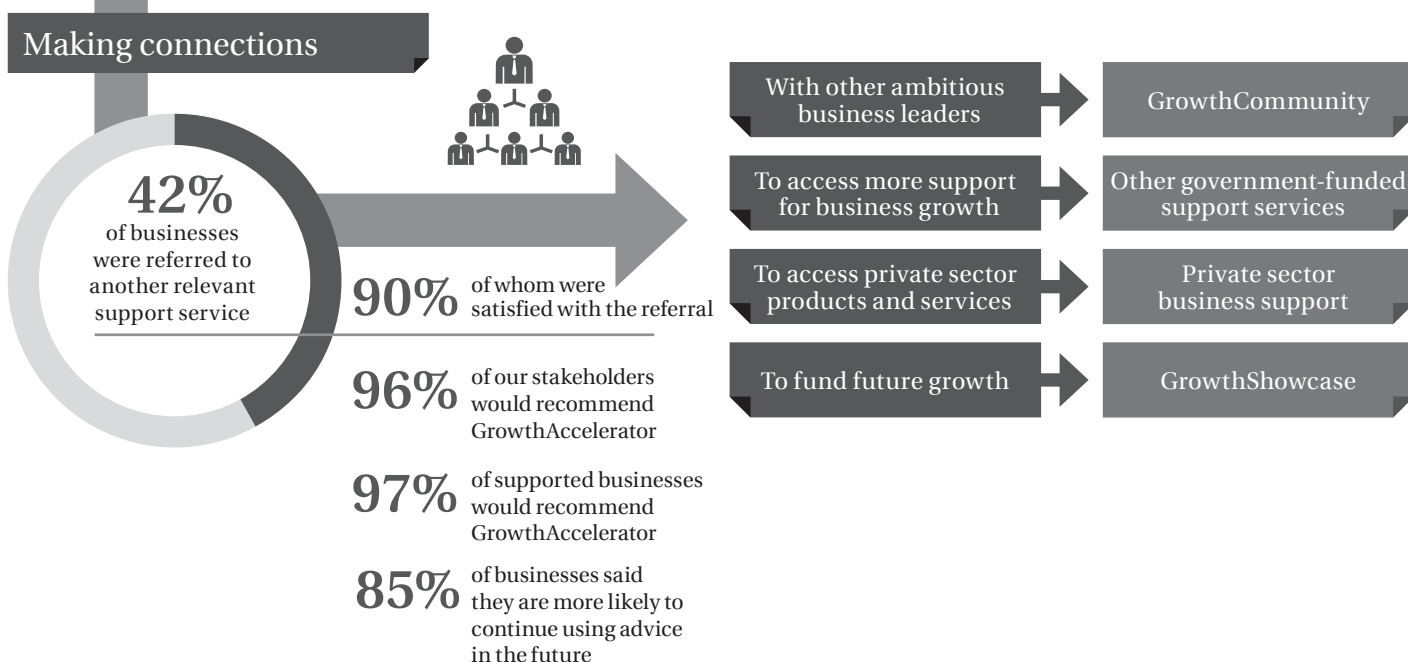 Making connections
42%
of businesses
were referred to
another relevant
support service
90%
of whom were
satisfied with the referral
96%
of our stakeholders
would recommend
GrowthAccelerator
97%
of supported businesses
would recommend
GrowthAccelerator
85%
of businesses said
they are more likely to
continue using advice
in the future
With other ambitious
business leaders
GrowthCommunity
To access more support
for business growth
Other government-funded
support services
To access private sector
products and services
Private sector
business support
To fund future growth
GrowthShowcase